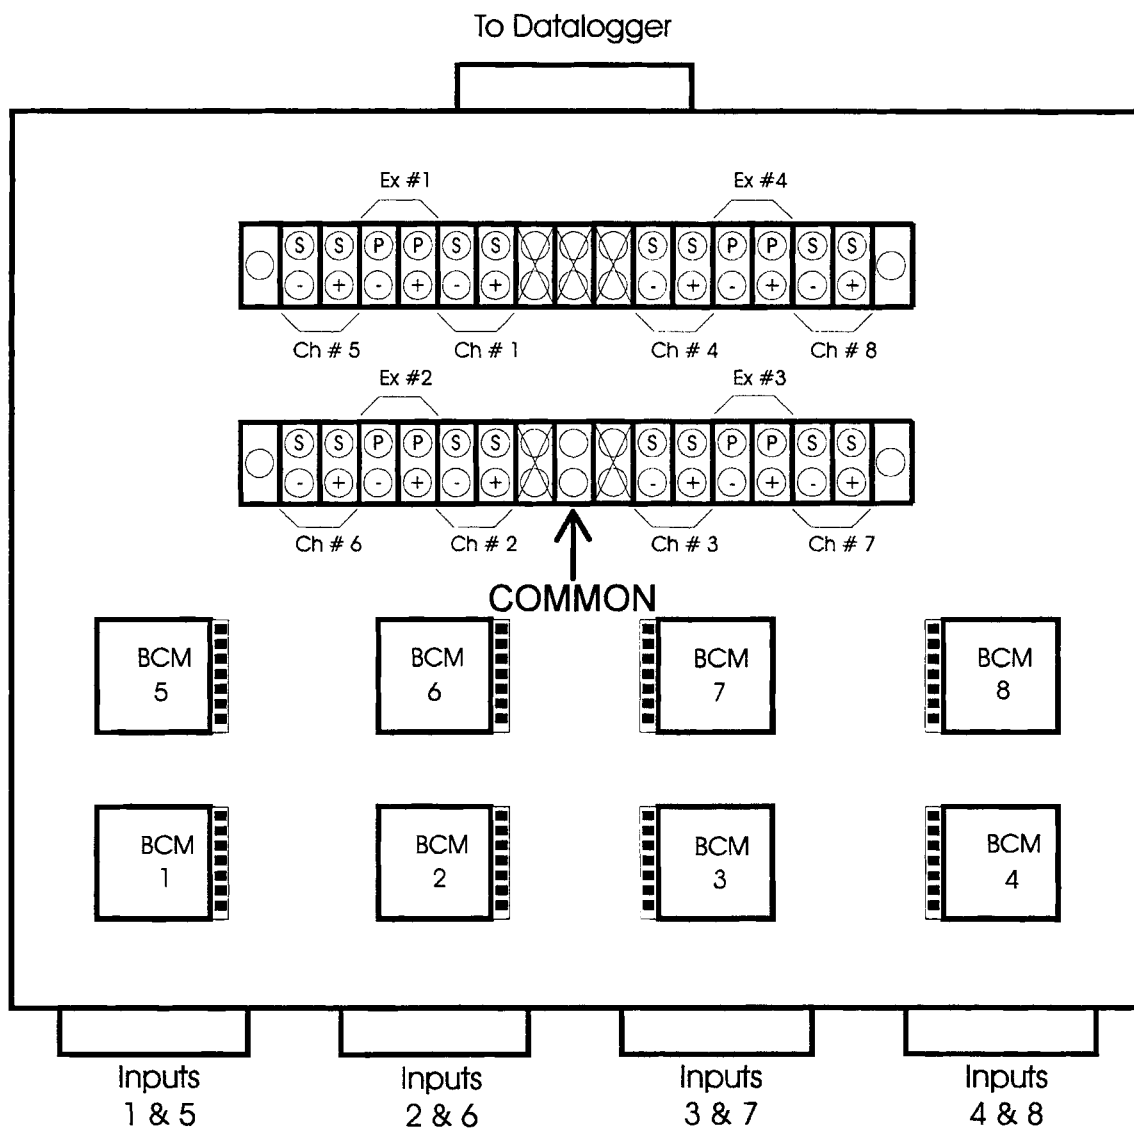 To Datalogger
Ex #1 Ex #4
S S P P S S S S P P S S
- + - + - + - + - + - +
Ch # 5 Ch # 1 Ch # 4 Ch # 8
Ex #2 Ex #3
S S P P S S S S P P S S
- + - + - + - + - + - +
Ch # 6 Ch # 2 Ch # 3 Ch # 7
COMMON
BCM BCM BCM BCM
5 6 7 8
BCM BCM BCM BCM
1 2 3 4
Inputs Inputs Inputs Inputs
1 & 5 2 & 6 3 & 7 4 & 8